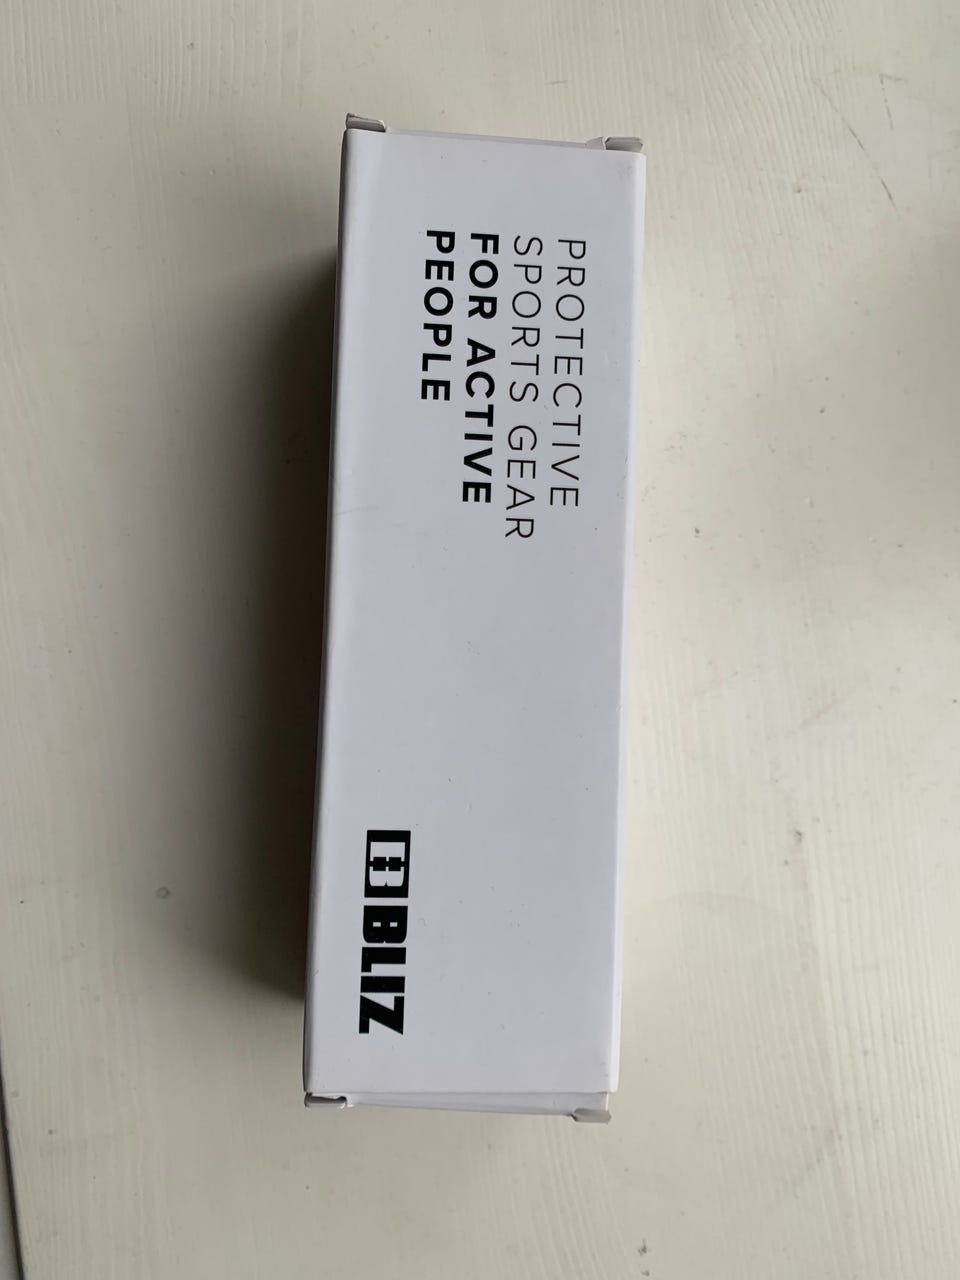 PROTECTIVE
SPORTS GEAR
FOR ACTIVE
PEOPLE
BLIZ